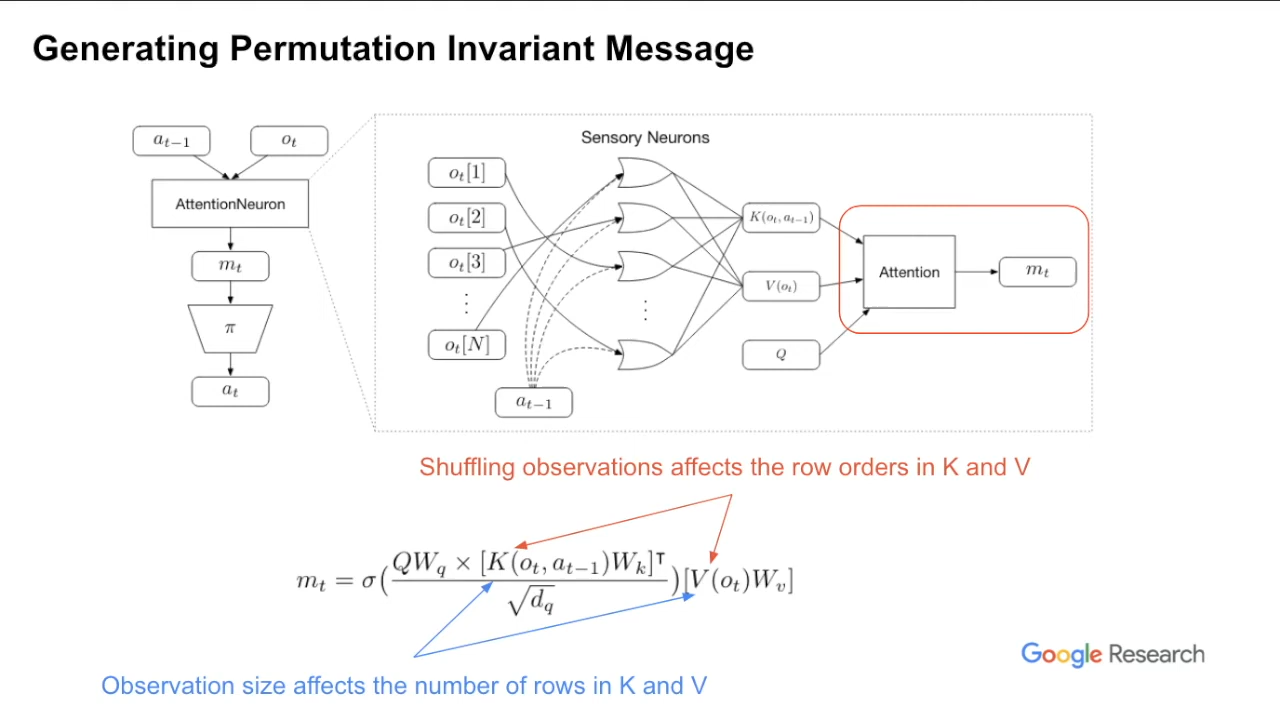 Generating Permutation Invariant Message
a_{t-1}
o_t
AttentionNeuron
m_t
π
a_t
Sensory Neurons
o_t[1]
o_t[2]
o_t[3]
⋮
o_t[N]
a_{t-1}
⋮
K(o_t, a_{t-1})
V(o_t)
Q
Attention
m_t
Shuffling observations affects the row orders in K and V
m_t = σ(\frac{QW_q × [K(o_t, a_{t-1})W_k]^⊤}{\sqrt{d_q}})[V(o_t)W_v]
Observation size affects the number of rows in K and V
Google Research